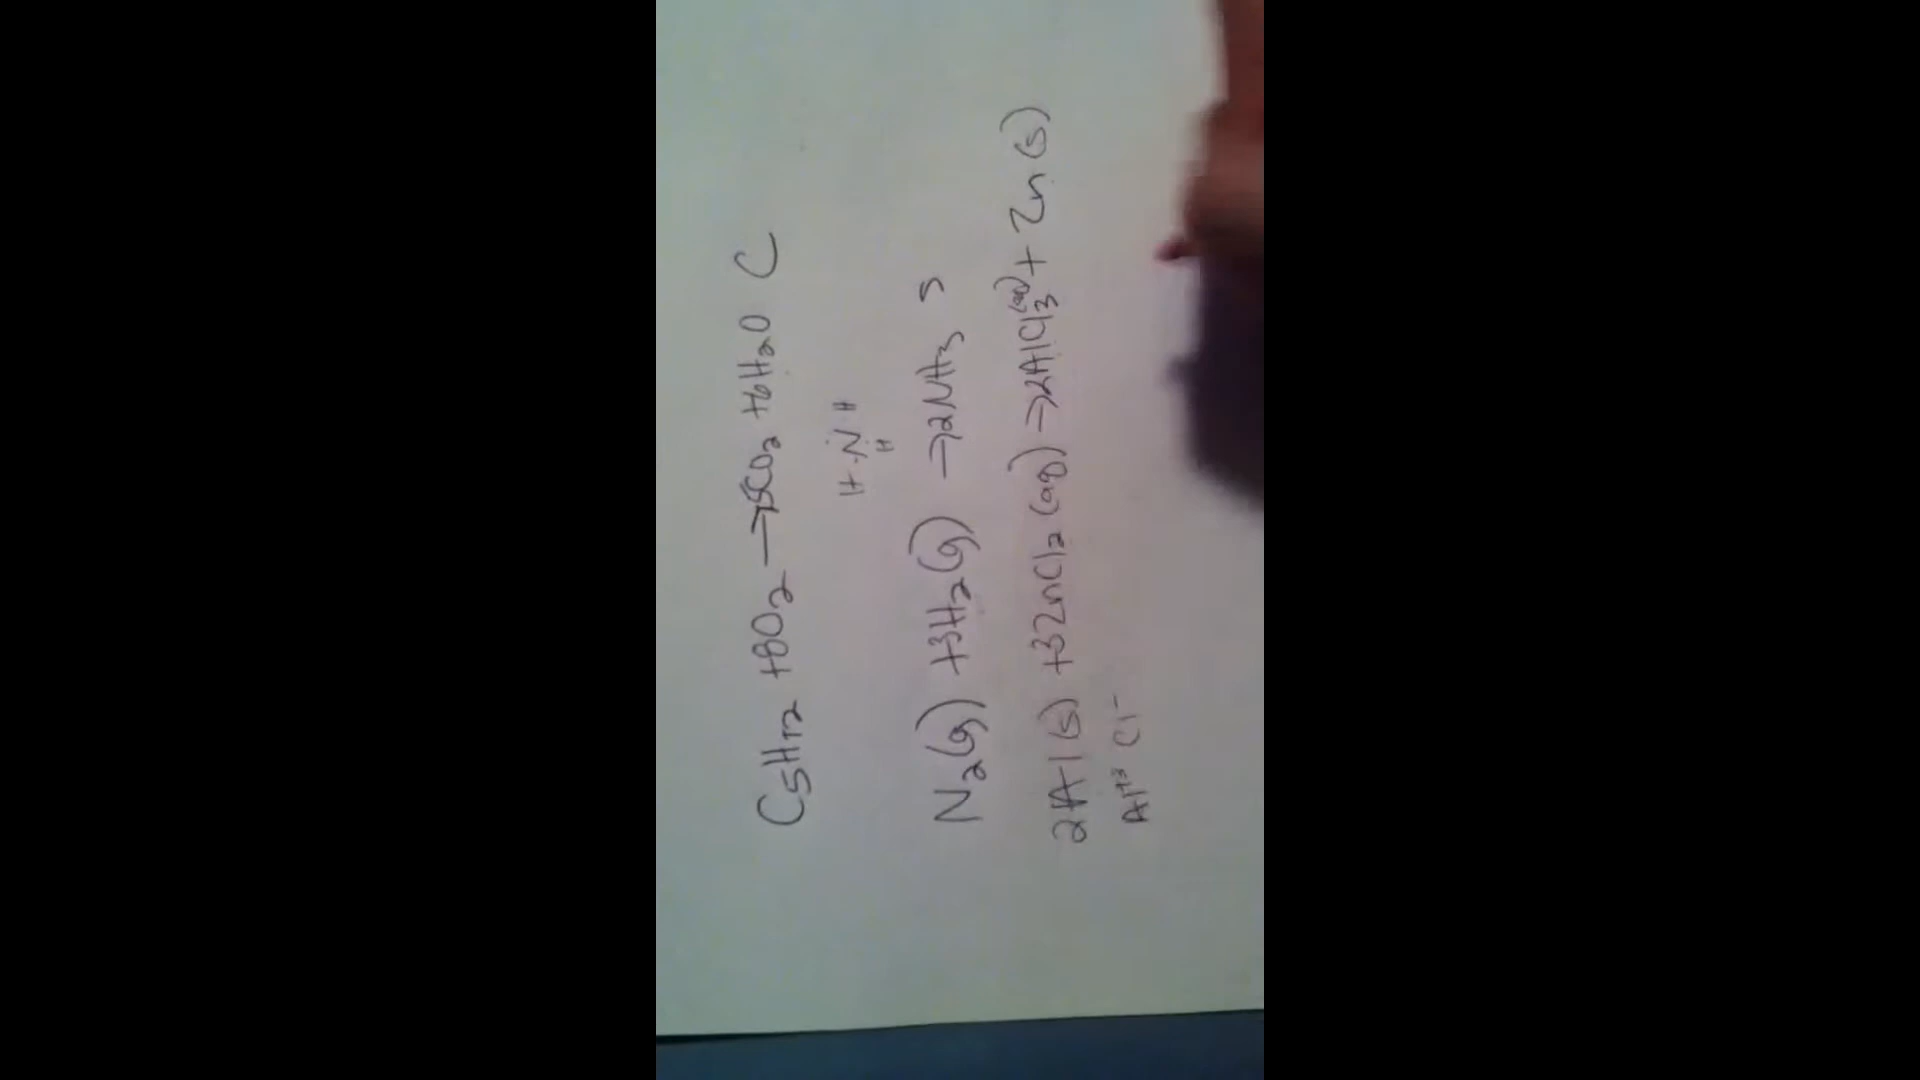 C5H12 +8O2 →5CO2 +6H2O C
H·N̈ H
H
N2(g) +3H2(g) →2NH3 S
2Al(s) +3ZnCl2(aq) →2AlCl3(aq) + Zn(s)
Al+3 Cl-